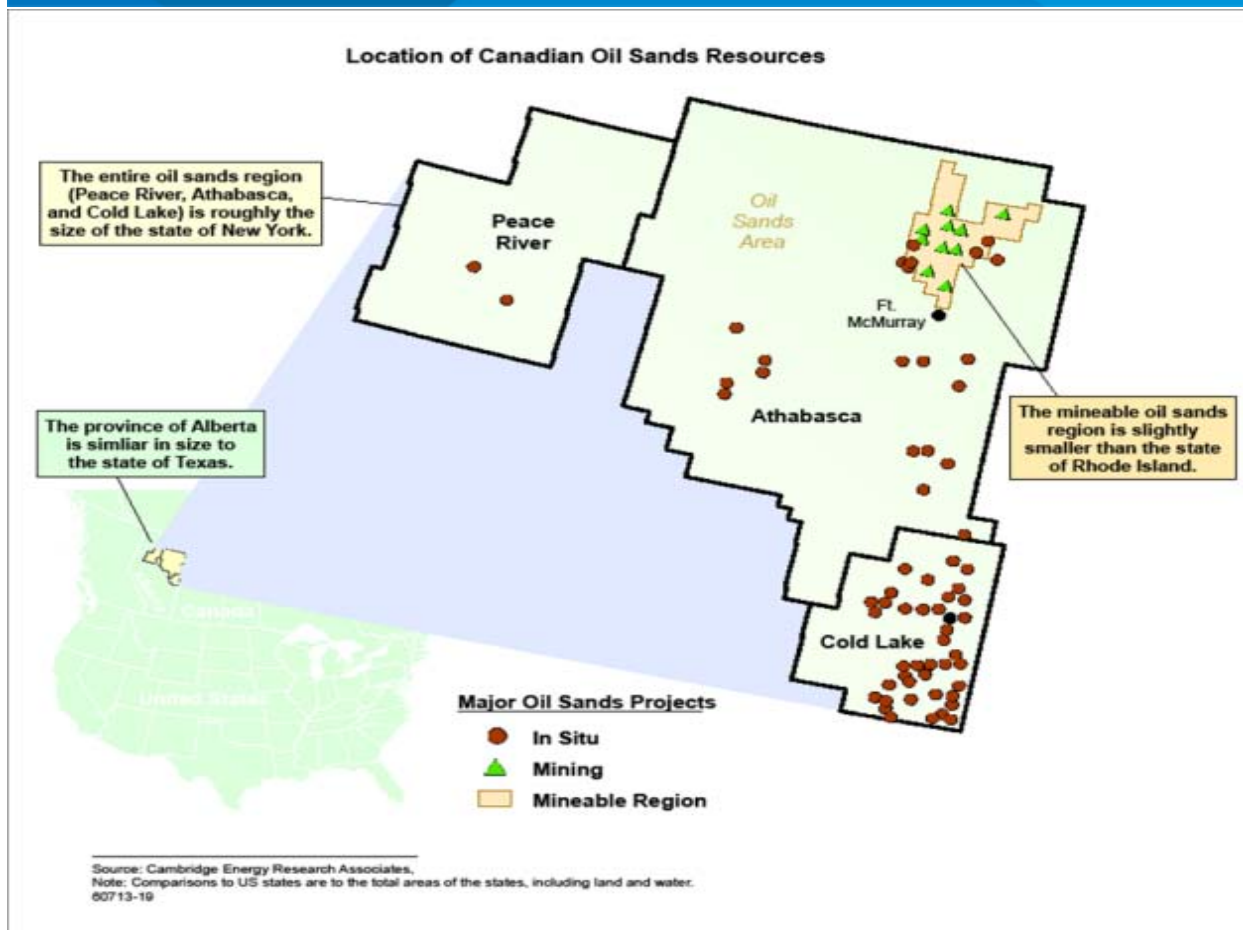 Location of Canadian Oil Sands Resources
The entire oil sands region
(Peace River, Athabasca,
and Cold Lake) is roughly the
size of the state of New York.
Peace
River
Oil
Sands
Area
Ft.
McMurray
Athabasca
The mineable oil sands
region is slightly
smaller than the state
of Rhode Island.
The province of Alberta
is simliar in size to
the state of Texas.
Canada
United States
Cold Lake
Major Oil Sands Projects
In Situ
Mining
Mineable Region
Source: Cambridge Energy Research Associates,
Note: Comparisons to US states are to the total areas of the states, including land and water.
60713-19